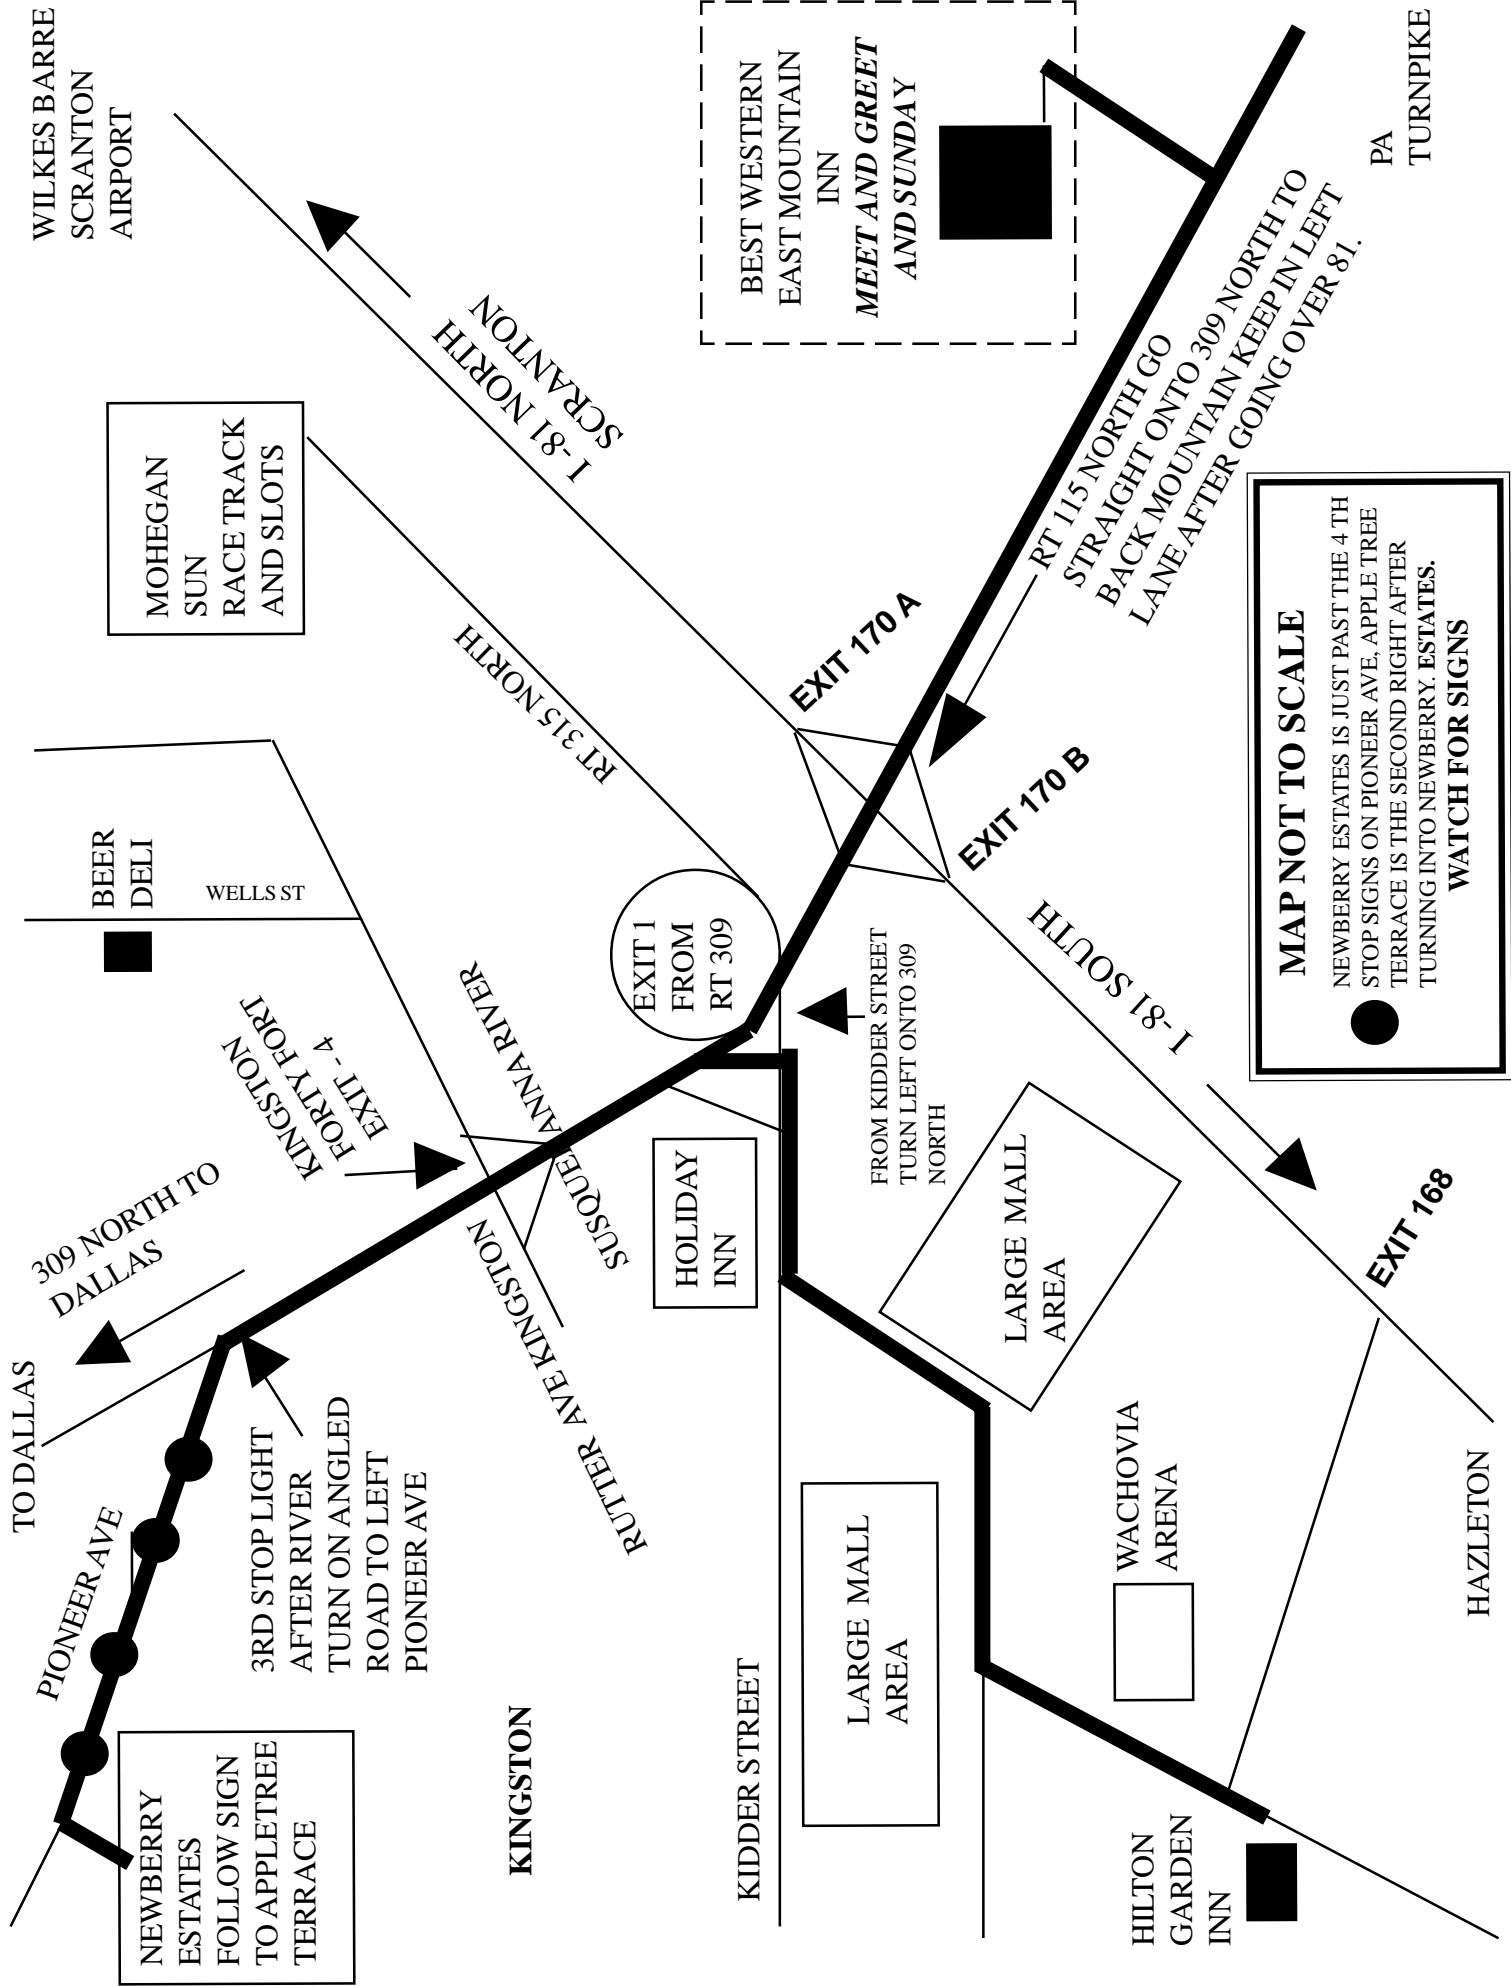 TO DALLAS
309 NORTH TO
DALLAS
PIONEER AVE
NEWBERRY
ESTATES
FOLLOW SIGN
TO APPLETREE
TERRACE
3RD STOP LIGHT
AFTER RIVER
TURN ON ANGLED
ROAD TO LEFT
PIONEER AVE
KINGSTON
FORTY FORT
EXIT - 4
BEER
DELI
WELLS ST
MOHEGAN
SUN
RACE TRACK
AND SLOTS
WILKES BARRE
SCRANTON
AIRPORT
KINGSTON
RUTTER AVE KINGSTON
SUSQUEHANNA RIVER
RT 315 NORTH
I -81 NORTH
SCRANTON
EXIT 1
FROM
RT 309
HOLIDAY
INN
KIDDER STREET
LARGE MALL
AREA
FROM KIDDER STREET
TURN LEFT ONTO 309
NORTH
LARGE MALL
AREA
EXIT 170 A
EXIT 170 B
BEST WESTERN
EAST MOUNTAIN
INN
MEET AND GREET
AND SUNDAY
RT 115 NORTH GO
STRAIGHT ONTO 309 NORTH TO
BACK MOUNTAIN KEEP IN LEFT
LANE AFTER GOING OVER 81.
PA
TURNPIKE
I -81 SOUTH
HILTON
GARDEN
INN
WACHOVIA
ARENA
EXIT 168
HAZLETON
MAP NOT TO SCALE
NEWBERRY ESTATES IS JUST PAST THE 4 TH
STOP SIGNS ON PIONEER AVE, APPLE TREE
TERRACE IS THE SECOND RIGHT AFTER
TURNING INTO NEWBERRY. ESTATES.
WATCH FOR SIGNS